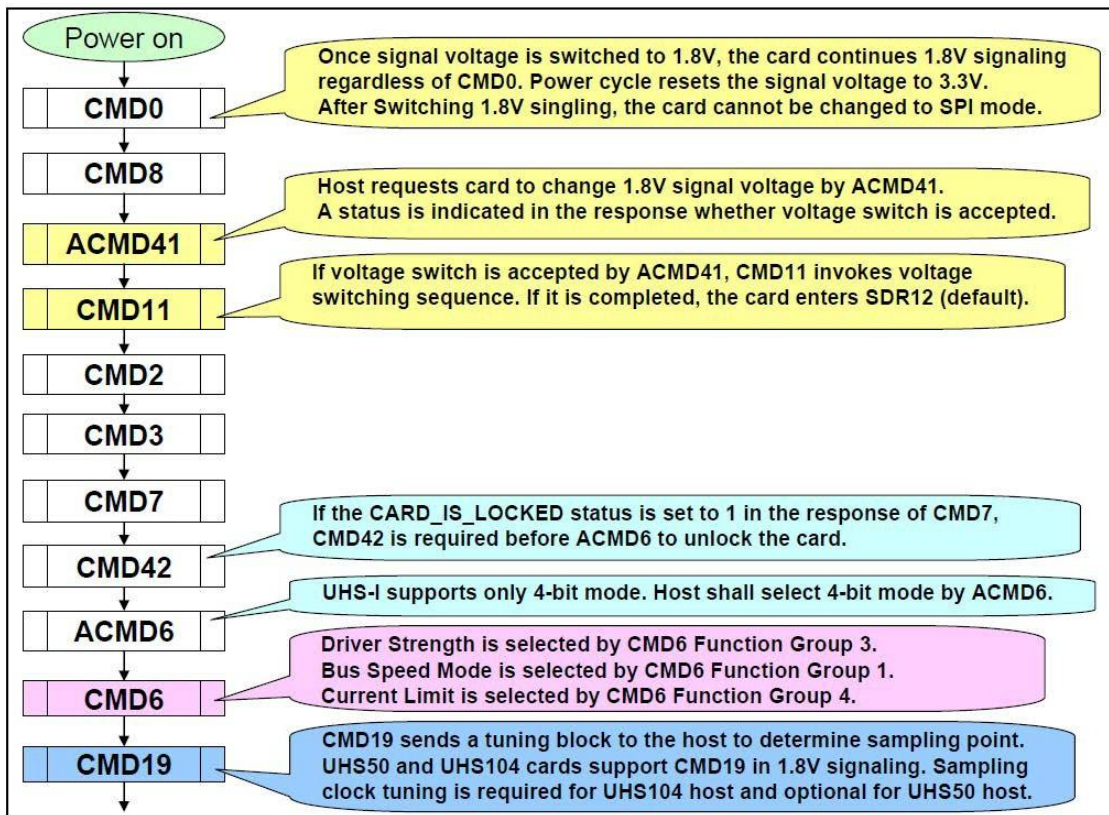 Power on
CMD0
Once signal voltage is switched to 1.8V, the card continues 1.8V signaling
regardless of CMD0. Power cycle resets the signal voltage to 3.3V.
After Switching 1.8V singling, the card cannot be changed to SPI mode.
CMD8
ACMD41
Host requests card to change 1.8V signal voltage by ACMD41.
A status is indicated in the response whether voltage switch is accepted.
CMD11
If voltage switch is accepted by ACMD41, CMD11 invokes voltage
switching sequence. If it is completed, the card enters SDR12 (default).
CMD2
CMD3
CMD7
CMD42
If the CARD_IS_LOCKED status is set to 1 in the response of CMD7,
CMD42 is required before ACMD6 to unlock the card.
ACMD6
UHS-I supports only 4-bit mode. Host shall select 4-bit mode by ACMD6.
CMD6
Driver Strength is selected by CMD6 Function Group 3.
Bus Speed Mode is selected by CMD6 Function Group 1.
Current Limit is selected by CMD6 Function Group 4.
CMD19
CMD19 sends a tuning block to the host to determine sampling point.
UHS50 and UHS104 cards support CMD19 in 1.8V signaling. Sampling
clock tuning is required for UHS104 host and optional for UHS50 host.